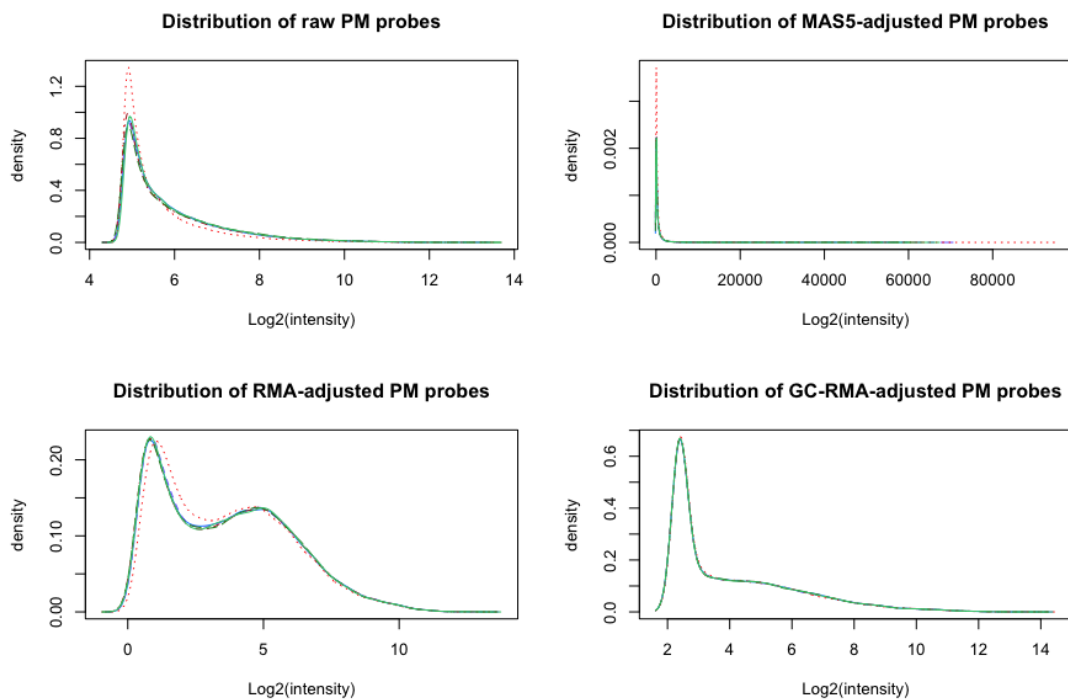 Distribution of raw PM probes
density
0.0 0.4 0.8 1.2
4 6 8 10 12 14
Log2(intensity)
Distribution of MAS5-adjusted PM probes
density
0.000 0.002
0 20000 40000 60000 80000
Log2(intensity)
Distribution of RMA-adjusted PM probes
density
0.00 0.10 0.20
0 5 10
Log2(intensity)
Distribution of GC-RMA-adjusted PM probes
density
0.0 0.2 0.4 0.6
2 4 6 8 10 12 14
Log2(intensity)